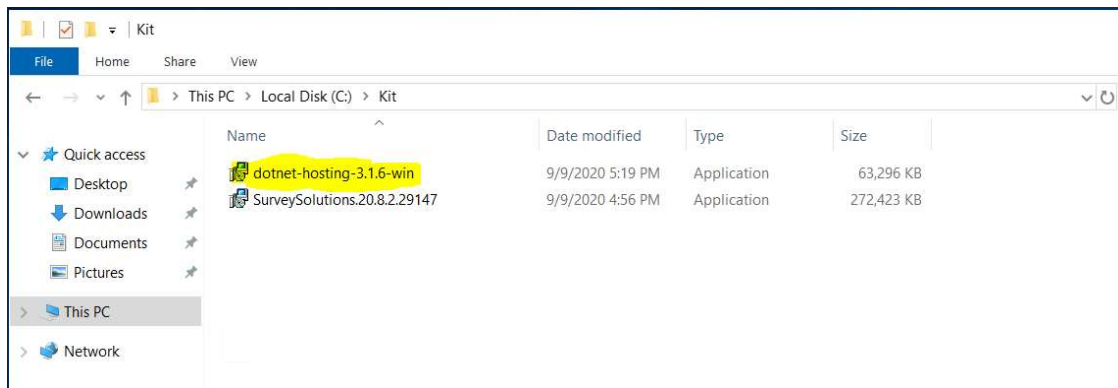 Kit
File Home Share View
This PC > Local Disk (C:) > Kit
Name Date modified Type Size
Quick access
dotnet-hosting-3.1.6-win 9/9/2020 5:19 PM Application 63,296 KB
Desktop
SurveySolutions.20.8.2.29147 9/9/2020 4:56 PM Application 272,423 KB
Downloads
Documents
Pictures
This PC
Network